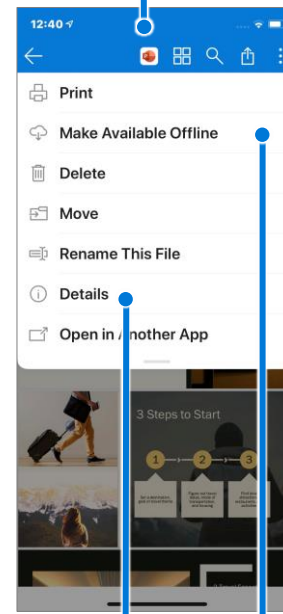 12:40
Print
Make Available Offline
Delete
Move
Rename This File
Details
Open in Another App
3 Steps to Start
1
2
3